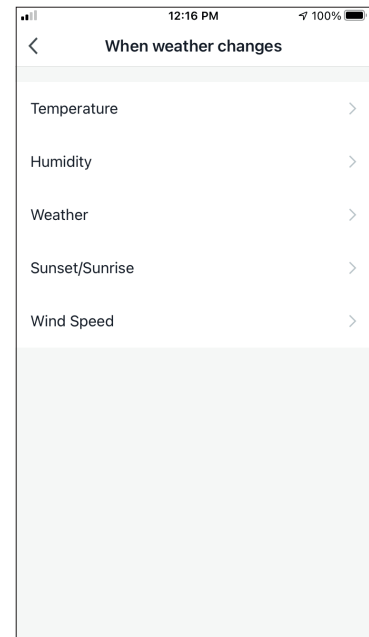 12:16 PM 100%
When weather changes
Temperature
Humidity
Weather
Sunset/Sunrise
Wind Speed